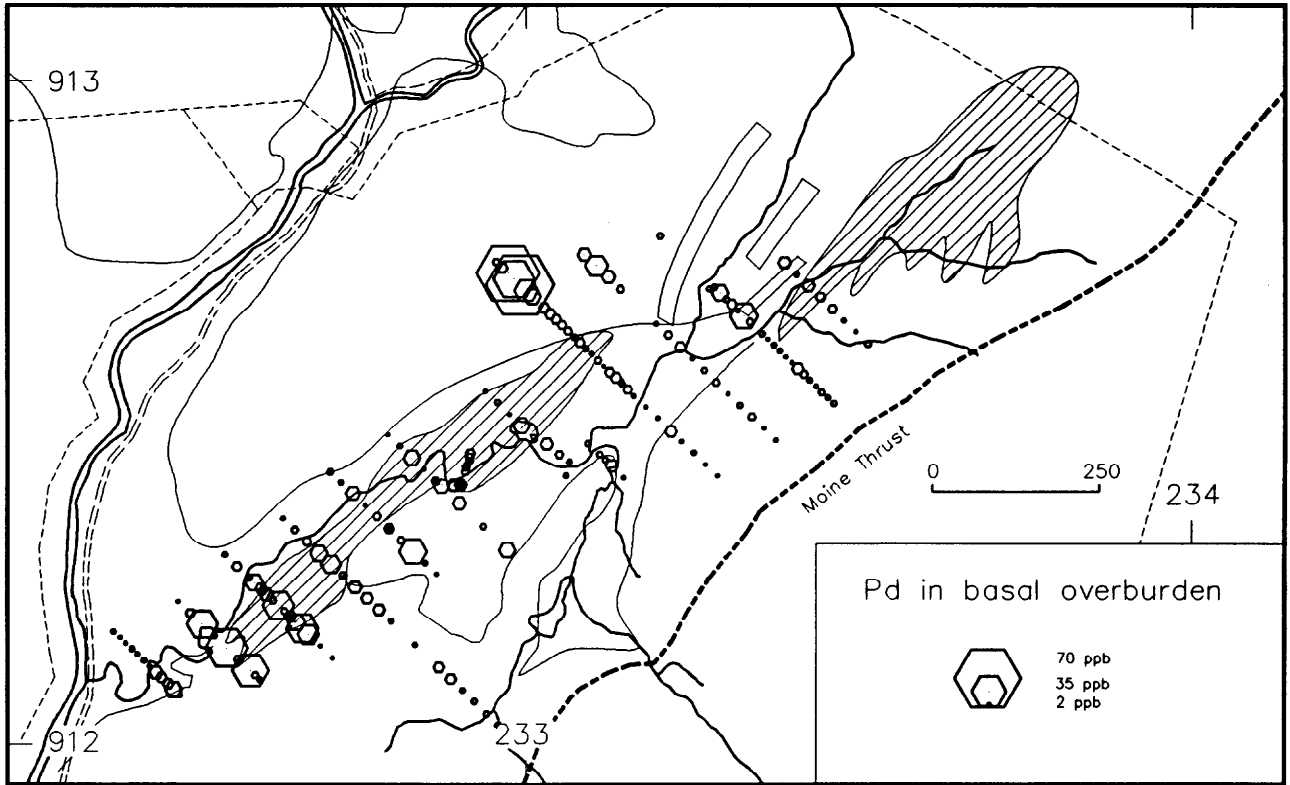 913
Moine Thrust
0 250
234
Pd in basal overburden
70 ppb
35 ppb
2 ppb
233
912